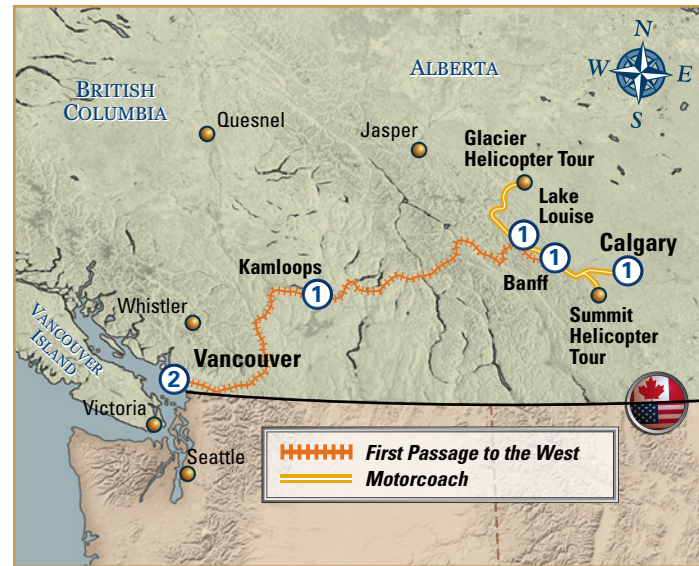 BRITISH
COLUMBIA
ALBERTA
N
W
E
S
Quesnel
Jasper
Glacier
Helicopter Tour
Lake
Louise
1
Calgary
1
1
Banff
Kamloops
1
Summit
Helicopter
Tour
Whistler
VANCOUVER
ISLAND
Vancouver
2
Victoria
Seattle
First Passage to the West
Motorcoach